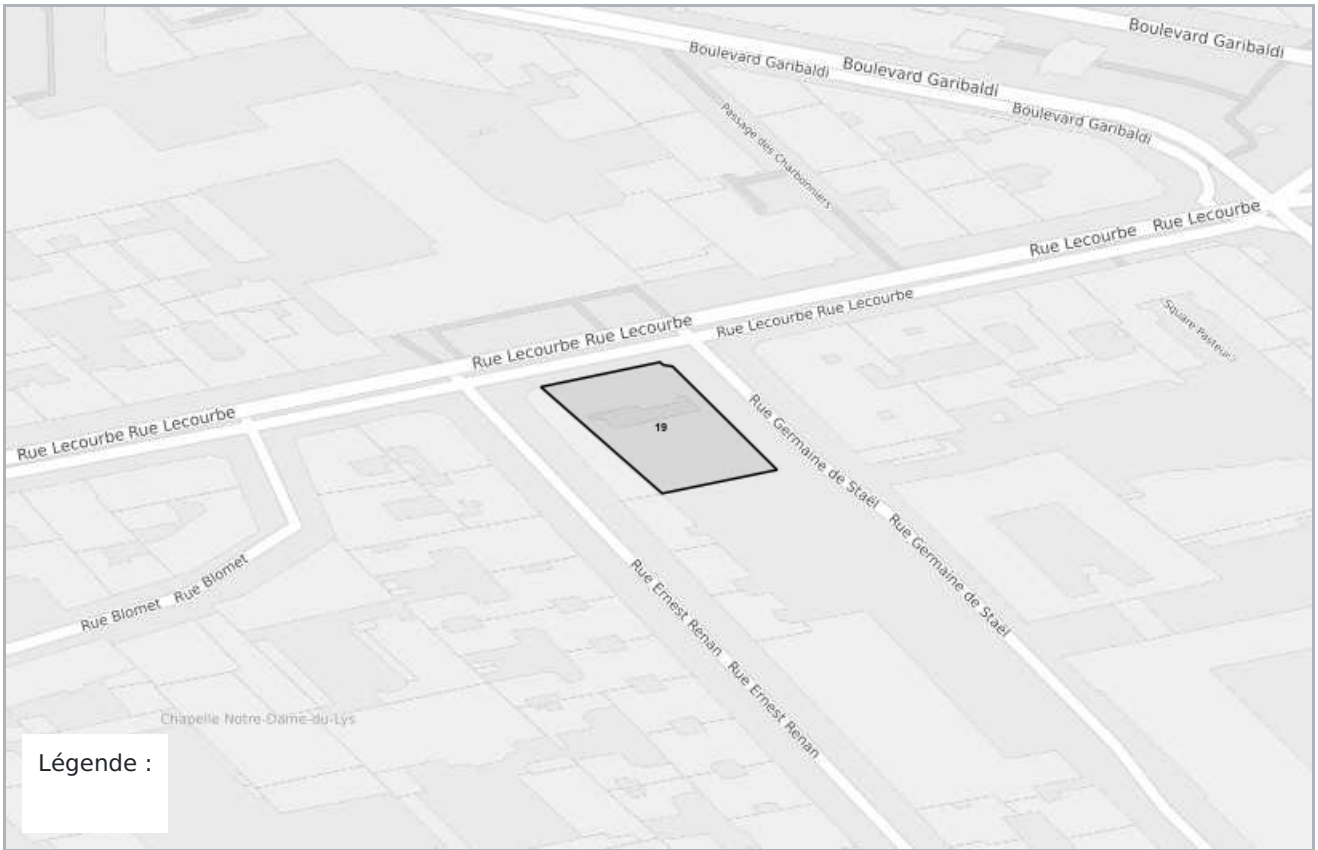 Boulevard Garibaldi
Boulevard Garibaldi
Boulevard Garibaldi
Boulevard Garibaldi
Passage des Charbonniers
Rue Lecourbe
Rue Lecourbe
Rue Lecourbe Rue Lecourbe
Square Pasteur
Rue Lecourbe Rue Lecourbe
Rue Lecourbe Rue Lecourbe
19
Rue Germaine de Staël
Rue Germaine de Staël
Rue Blomet
Rue Blomet
Rue Ernest Renan
Rue Ernest Renan
Chapelle Notre-Dame-du-Lys
Légende :